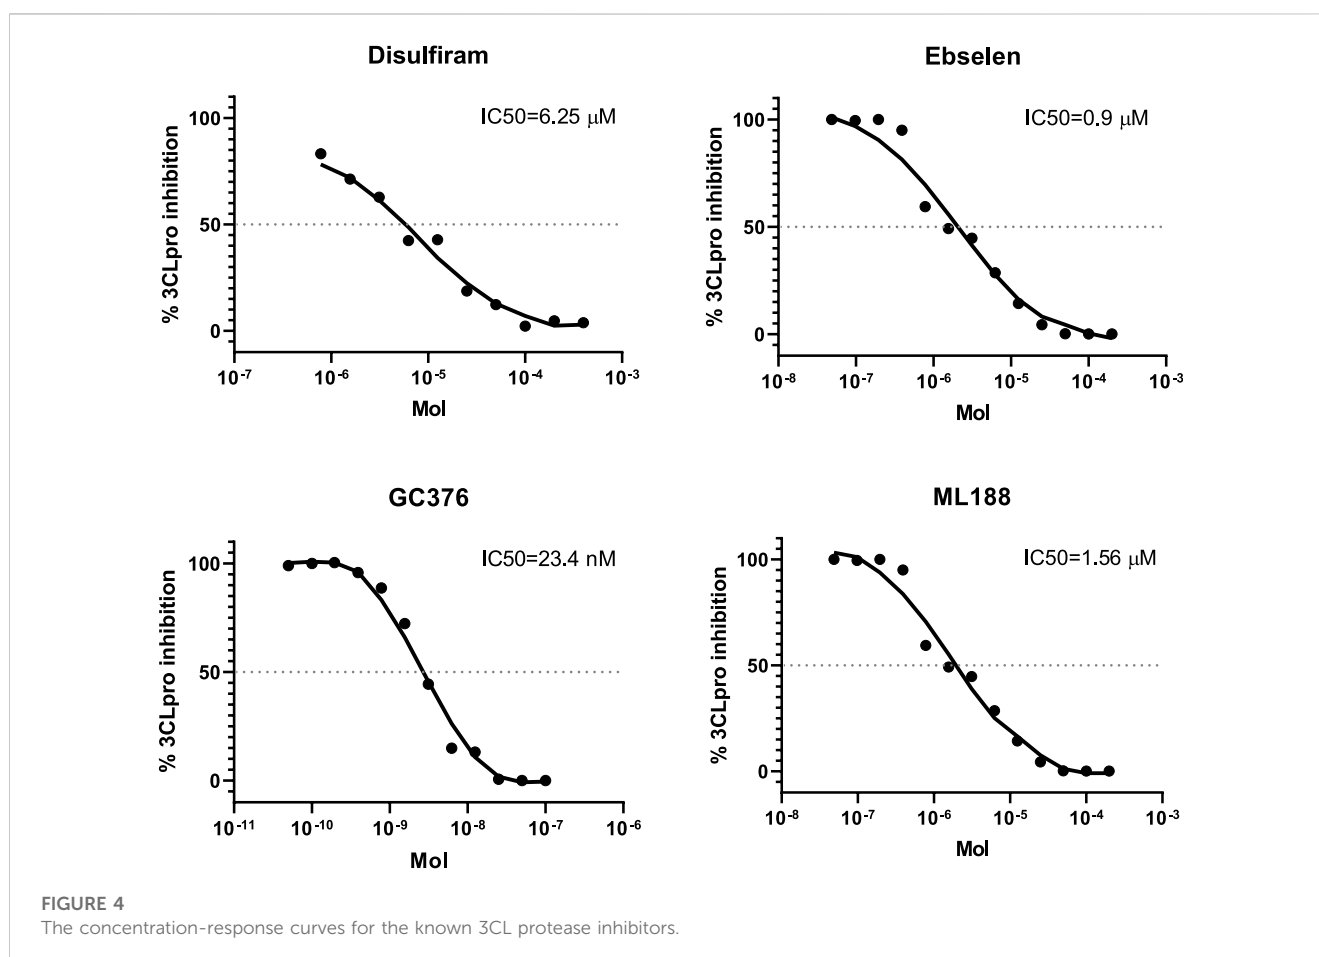 Disulfiram
IC50=6.25 μM
% 3CLpro inhibition
100
50
0
10-7 10-6 10-5 10-4 10-3
Mol
Ebselen
IC50=0.9 μM
% 3CLpro inhibition
100
50
0
10-8 10-7 10-6 10-5 10-4 10-3
Mol
GC376
IC50=23.4 nM
% 3CLpro inhibition
100
50
0
10-11 10-10 10-9 10-8 10-7 10-6
Mol
ML188
IC50=1.56 μM
% 3CLpro inhibition
100
50
0
10-8 10-7 10-6 10-5 10-4 10-3
Mol
FIGURE 4
The concentration-response curves for the known 3CL protease inhibitors.